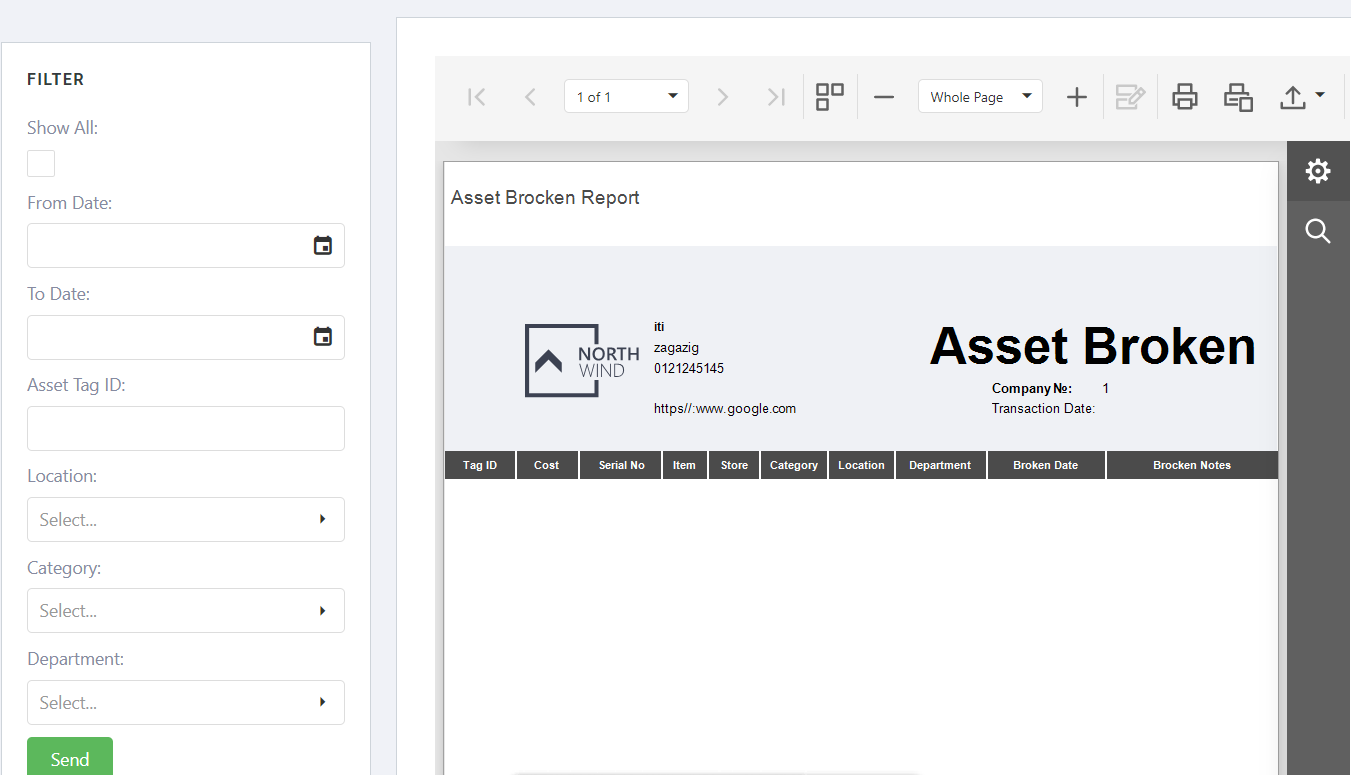 FILTER
Show All:
From Date:
To Date:
Asset Tag ID:
Location:
Select...
Category:
Select...
Department:
Select...
Send
1 of 1
Whole Page
Asset Brocken Report
NORTH
WIND
iti
zagazig
0121245145
https//:www.google.com
Asset Broken
Company №: 1
Transaction Date:
Tag ID Cost Serial No Item Store Category Location Department Broken Date Brocken Notes